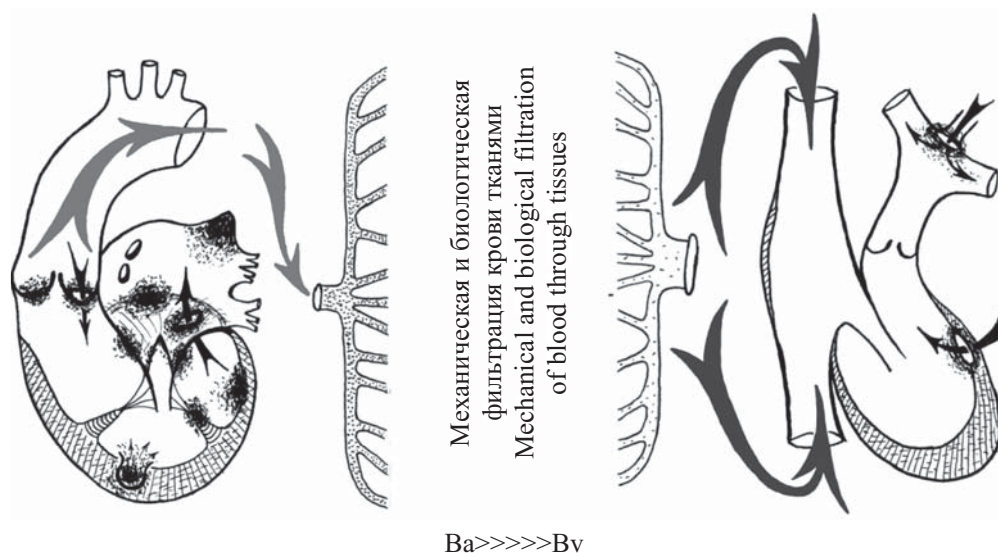 Механическая и биологическая
фильтрация крови тканями
Mechanical and biological filtration
of blood through tissues
Ba>>>>>Bv